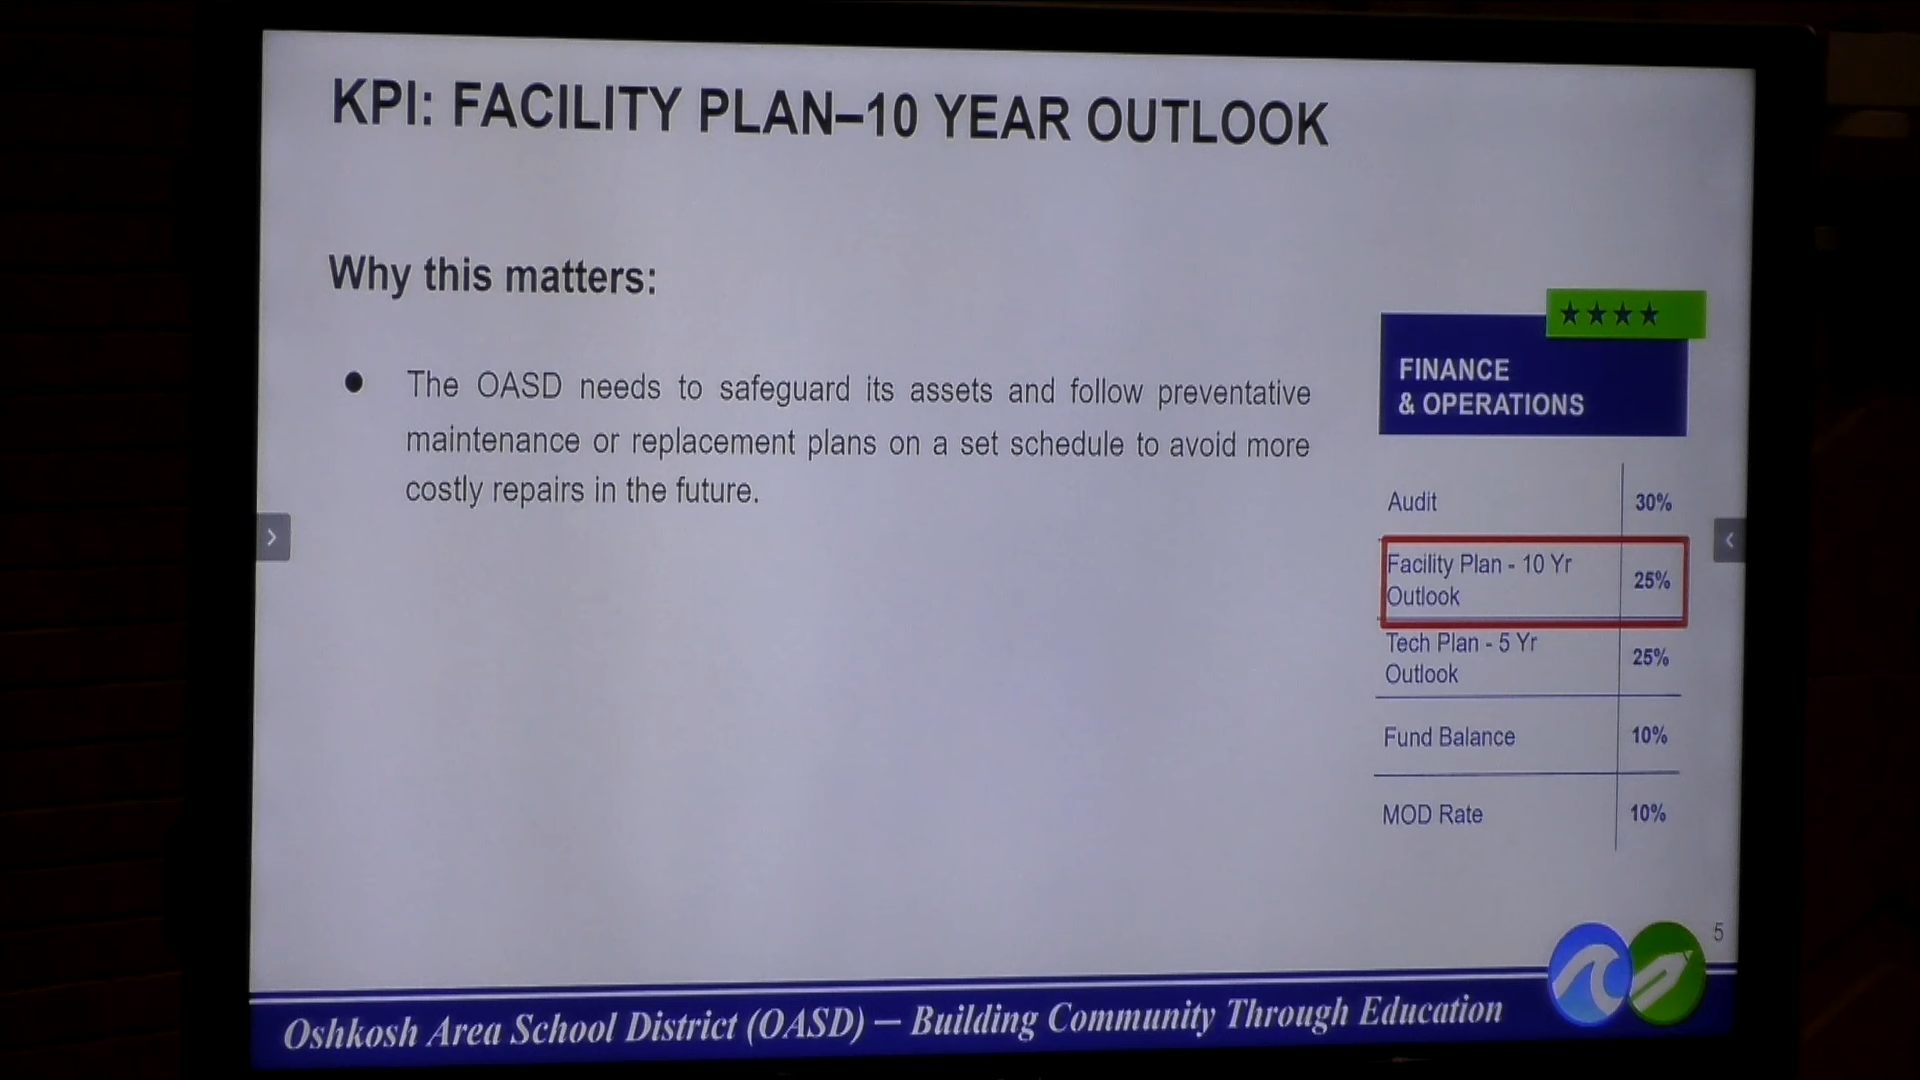 KPI: FACILITY PLAN–10 YEAR OUTLOOK
Why this matters:
● The OASD needs to safeguard its assets and follow preventative
maintenance or replacement plans on a set schedule to avoid more
costly repairs in the future.
★★★★
FINANCE
& OPERATIONS
Audit 30%
Facility Plan - 10 Yr
Outlook 25%
Tech Plan - 5 Yr
Outlook 25%
Fund Balance 10%
MOD Rate 10%
5
Oshkosh Area School District (OASD) — Building Community Through Education